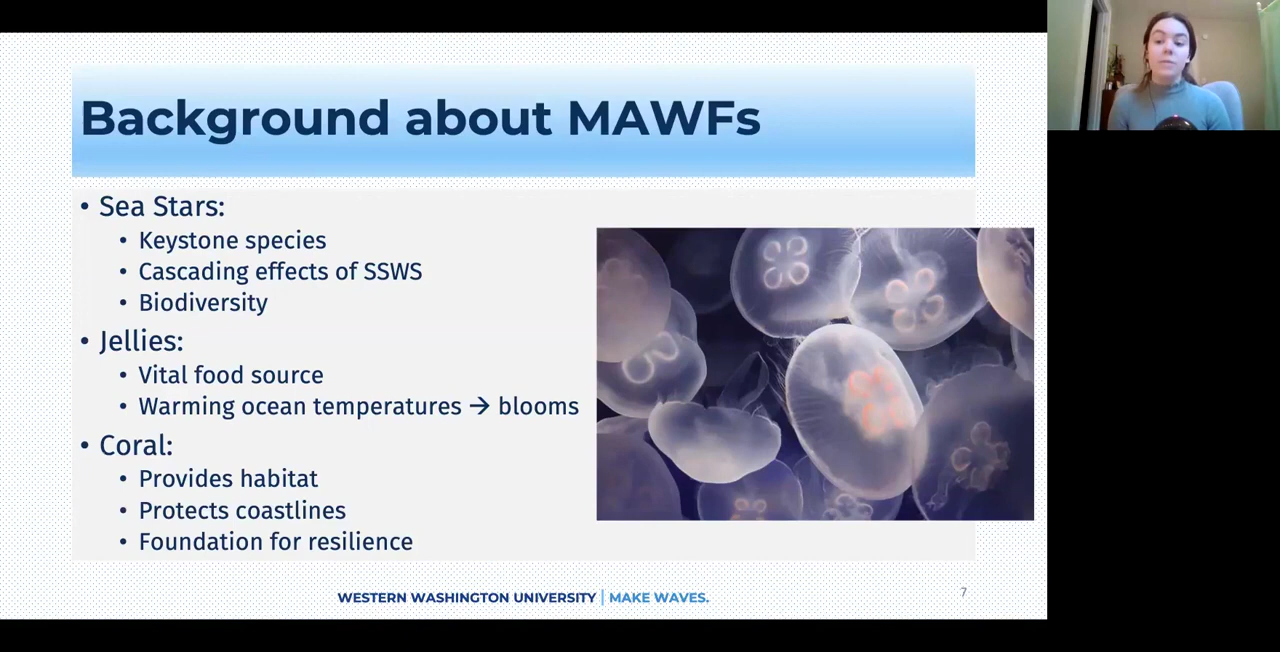 Background about MAWFs
• Sea Stars:
• Keystone species
• Cascading effects of SSWS
• Biodiversity
• Jellies:
• Vital food source
• Warming ocean temperatures → blooms
• Coral:
• Provides habitat
• Protects coastlines
• Foundation for resilience
WESTERN WASHINGTON UNIVERSITY | MAKE WAVES.
7